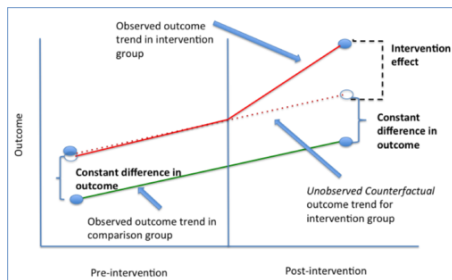 Observed outcome
trend in intervention
group
Intervention
effect
Outcome
Constant difference in
outcome
Constant
difference in
outcome
Observed outcome trend in
comparison group
Unobserved Counterfactual
outcome trend for
intervention group
Pre-intervention
Post-intervention